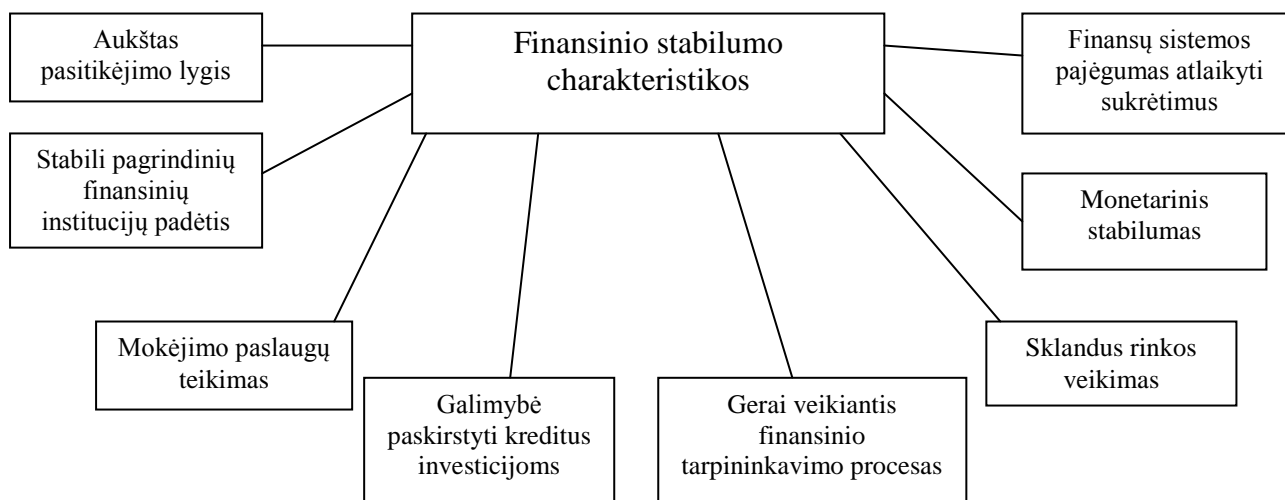 Finansinio stabilumo
charakteristikos
Aukštas
pasitikėjimo lygis
Stabili pagrindinių
finansinių
institucijų padėtis
Mokėjimo paslaugų
teikimas
Galimybė
paskirstyti kreditus
investicijoms
Gerai veikiantis
finansinio
tarpininkavimo procesas
Sklandus rinkos
veikimas
Monetarinis
stabilumas
Finansų sistemos
pajėgumas atlaikyti
sukrėtimus